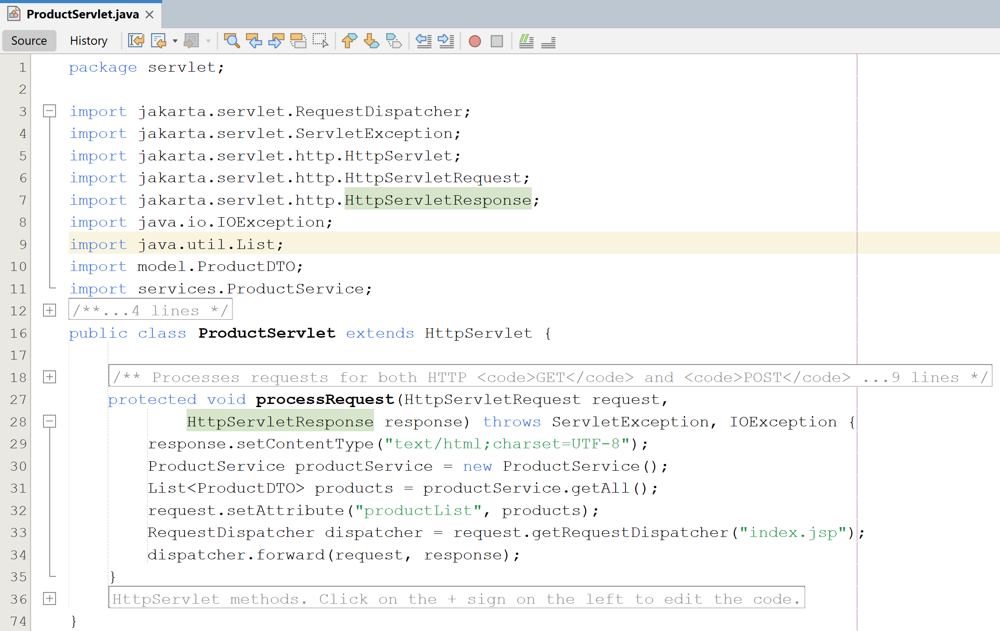 ProductServlet.java
Source History
1 package servlet;
2
3 import jakarta.servlet.RequestDispatcher;
4 import jakarta.servlet.ServletException;
5 import jakarta.servlet.http.HttpServlet;
6 import jakarta.servlet.http.HttpServletRequest;
7 import jakarta.servlet.http.HttpServletResponse;
8 import java.io.IOException;
9 import java.util.List;
10 import model.ProductDTO;
11 import services.ProductService;
12 /**...4 lines */
16 public class ProductServlet extends HttpServlet {
17
18 /** Processes requests for both HTTP <code>GET</code> and <code>POST</code> ...9 lines */
27 protected void processRequest(HttpServletRequest request,
28 HttpServletResponse response) throws ServletException, IOException {
29 response.setContentType("text/html;charset=UTF-8");
30 ProductService productService = new ProductService();
31 List<ProductDTO> products = productService.getAll();
32 request.setAttribute("productList", products);
33 RequestDispatcher dispatcher = request.getRequestDispatcher("index.jsp");
34 dispatcher.forward(request, response);
35 }
36 HttpServlet methods. Click on the + sign on the left to edit the code.
74 }